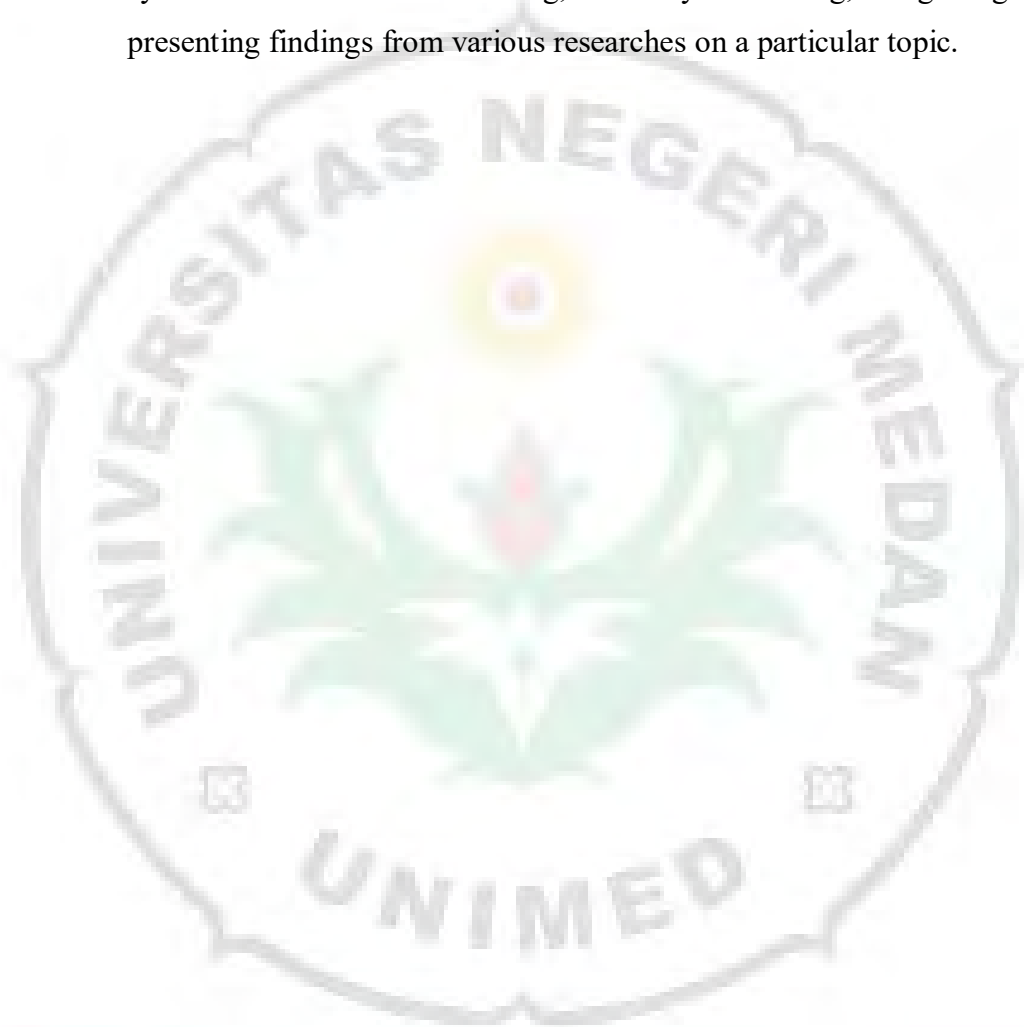 presenting findings from various researches on a particular topic.
UNIVERSITAS NEGERI MEDAN
UNIMED